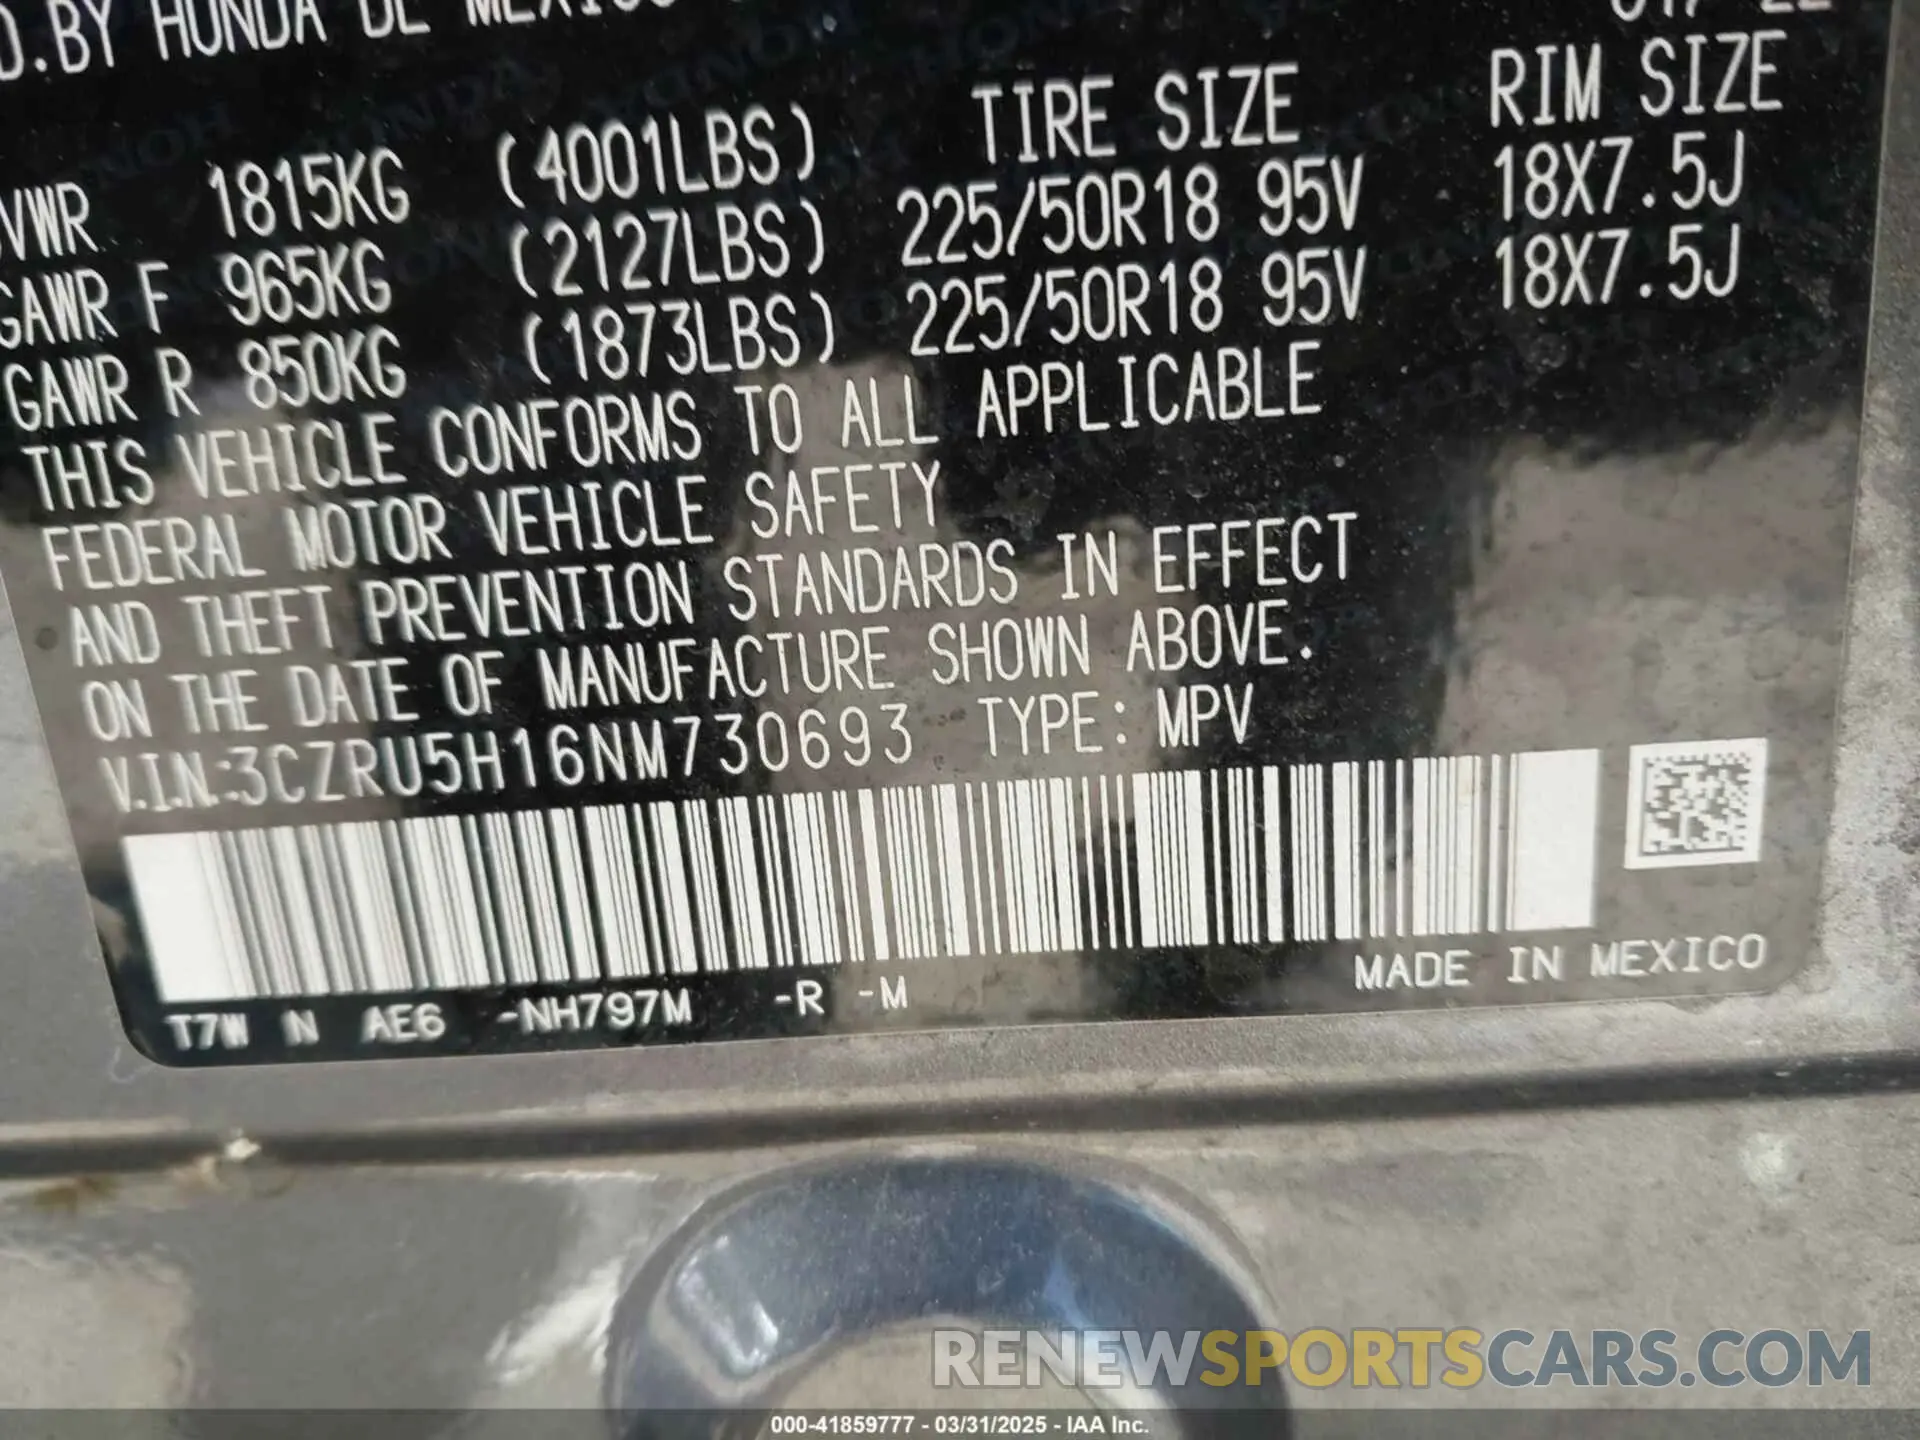 D.BY HONDA DE MEXICO
TIRE SIZE RIM SIZE
VWR 1815KG (4001LBS)
GAWR F 965KG (2127LBS) 225/50R18 95V 18X7.5J
GAWR R 850KG (1873LBS) 225/50R18 95V 18X7.5J
THIS VEHICLE CONFORMS TO ALL APPLICABLE
FEDERAL MOTOR VEHICLE SAFETY
AND THEFT PREVENTION STANDARDS IN EFFECT
ON THE DATE OF MANUFACTURE SHOWN ABOVE.
V.I.N.:3CZRU5H16NM730693 TYPE: MPV
MADE IN MEXICO
T7W N AE6 -NH797M -R -M
RENEWSPORTSCARS.COM
000-41859777 - 03/31/2025 - IAA Inc.